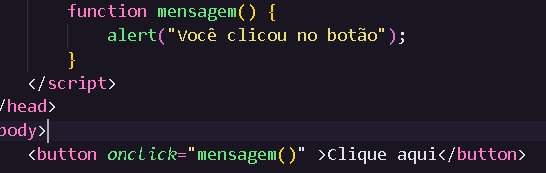 function mensagem() {
alert("Você clicou no botão");
}
</script>
/head>
body>
<button onclick="mensagem()" >Clique aqui</button>